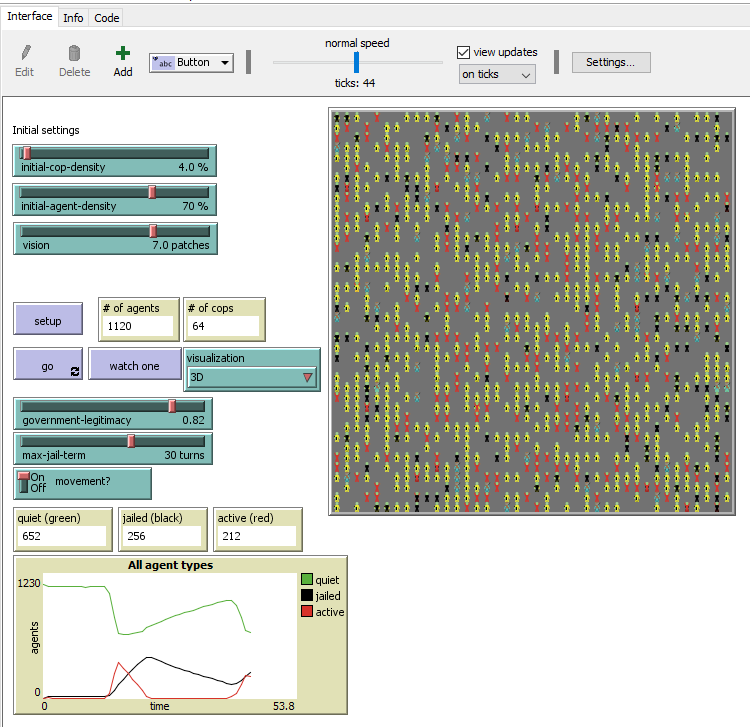 Interface Info Code
normal speed
Edit Delete Add abc Button
view updates
on ticks
Settings...
ticks: 44
Initial settings
initial-cop-density 4.0 %
initial-agent-density 70 %
vision 7.0 patches
setup
# of agents
1120
# of cops
64
go
watch one
visualization
3D
government-legitimacy 0.82
max-jail-term 30 turns
On
Off
movement?
quiet (green)
652
jailed (black)
256
active (red)
212
All agent types
1230
agents
0
0 time 53.8
quiet
jailed
active